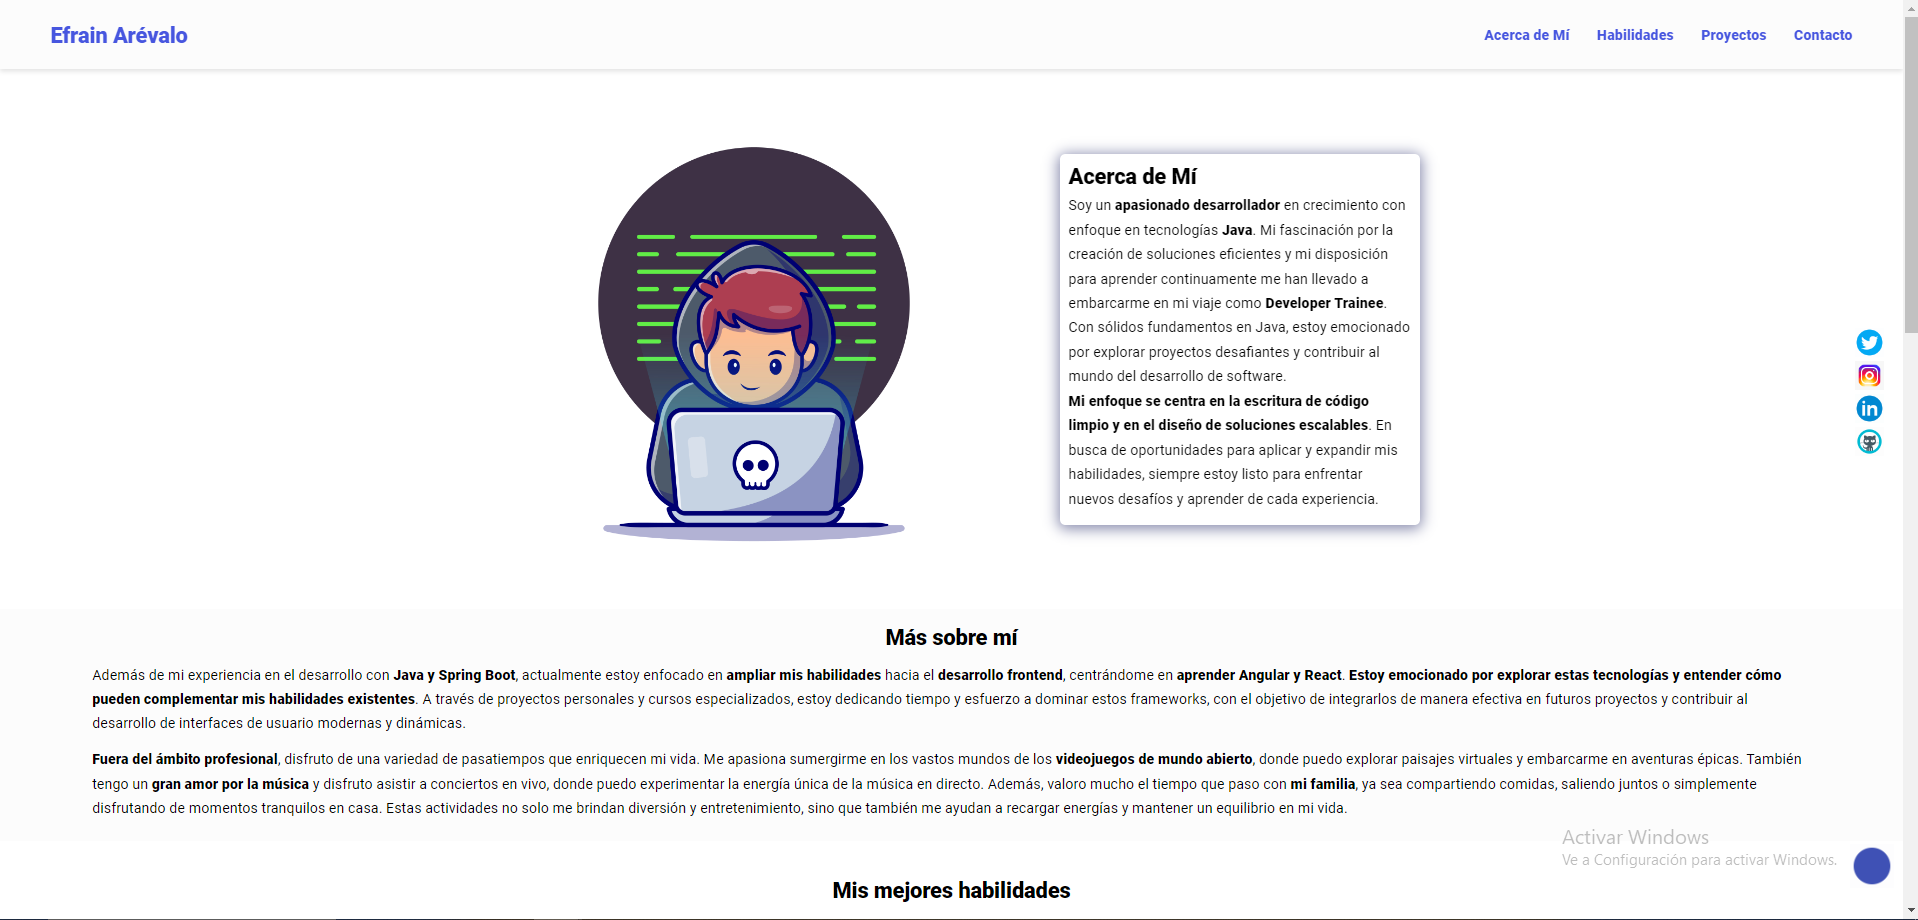 Efrain Arévalo
Acerca de Mí Habilidades Proyectos Contacto
Acerca de Mí
Soy un apasionado desarrollador en crecimiento con
enfoque en tecnologías Java. Mi fascinación por la
creación de soluciones eficientes y mi disposición
para aprender continuamente me han llevado a
embarcarme en mi viaje como Developer Trainee.
Con sólidos fundamentos en Java, estoy emocionado
por explorar proyectos desafiantes y contribuir al
mundo del desarrollo de software.
Mi enfoque se centra en la escritura de código
limpio y en el diseño de soluciones escalables. En
busca de oportunidades para aplicar y expandir mis
habilidades, siempre estoy listo para enfrentar
nuevos desafíos y aprender de cada experiencia.
in
Más sobre mí
Además de mi experiencia en el desarrollo con Java y Spring Boot, actualmente estoy enfocado en ampliar mis habilidades hacia el desarrollo frontend, centrándome en aprender Angular y React. Estoy emocionado por explorar estas tecnologías y entender cómo
pueden complementar mis habilidades existentes. A través de proyectos personales y cursos especializados, estoy dedicando tiempo y esfuerzo a dominar estos frameworks, con el objetivo de integrarlos de manera efectiva en futuros proyectos y contribuir al
desarrollo de interfaces de usuario modernas y dinámicas.
Fuera del ámbito profesional, disfruto de una variedad de pasatiempos que enriquecen mi vida. Me apasiona sumergirme en los vastos mundos de los videojuegos de mundo abierto, donde puedo explorar paisajes virtuales y embarcarme en aventuras épicas. También
tengo un gran amor por la música y disfruto asistir a conciertos en vivo, donde puedo experimentar la energía única de la música en directo. Además, valoro mucho el tiempo que paso con mi familia, ya sea compartiendo comidas, saliendo juntos o simplemente
disfrutando de momentos tranquilos en casa. Estas actividades no solo me brindan diversión y entretenimiento, sino que también me ayudan a recargar energías y mantener un equilibrio en mi vida.
Activar Windows
Ve a Configuración para activar Windows.
Mis mejores habilidades